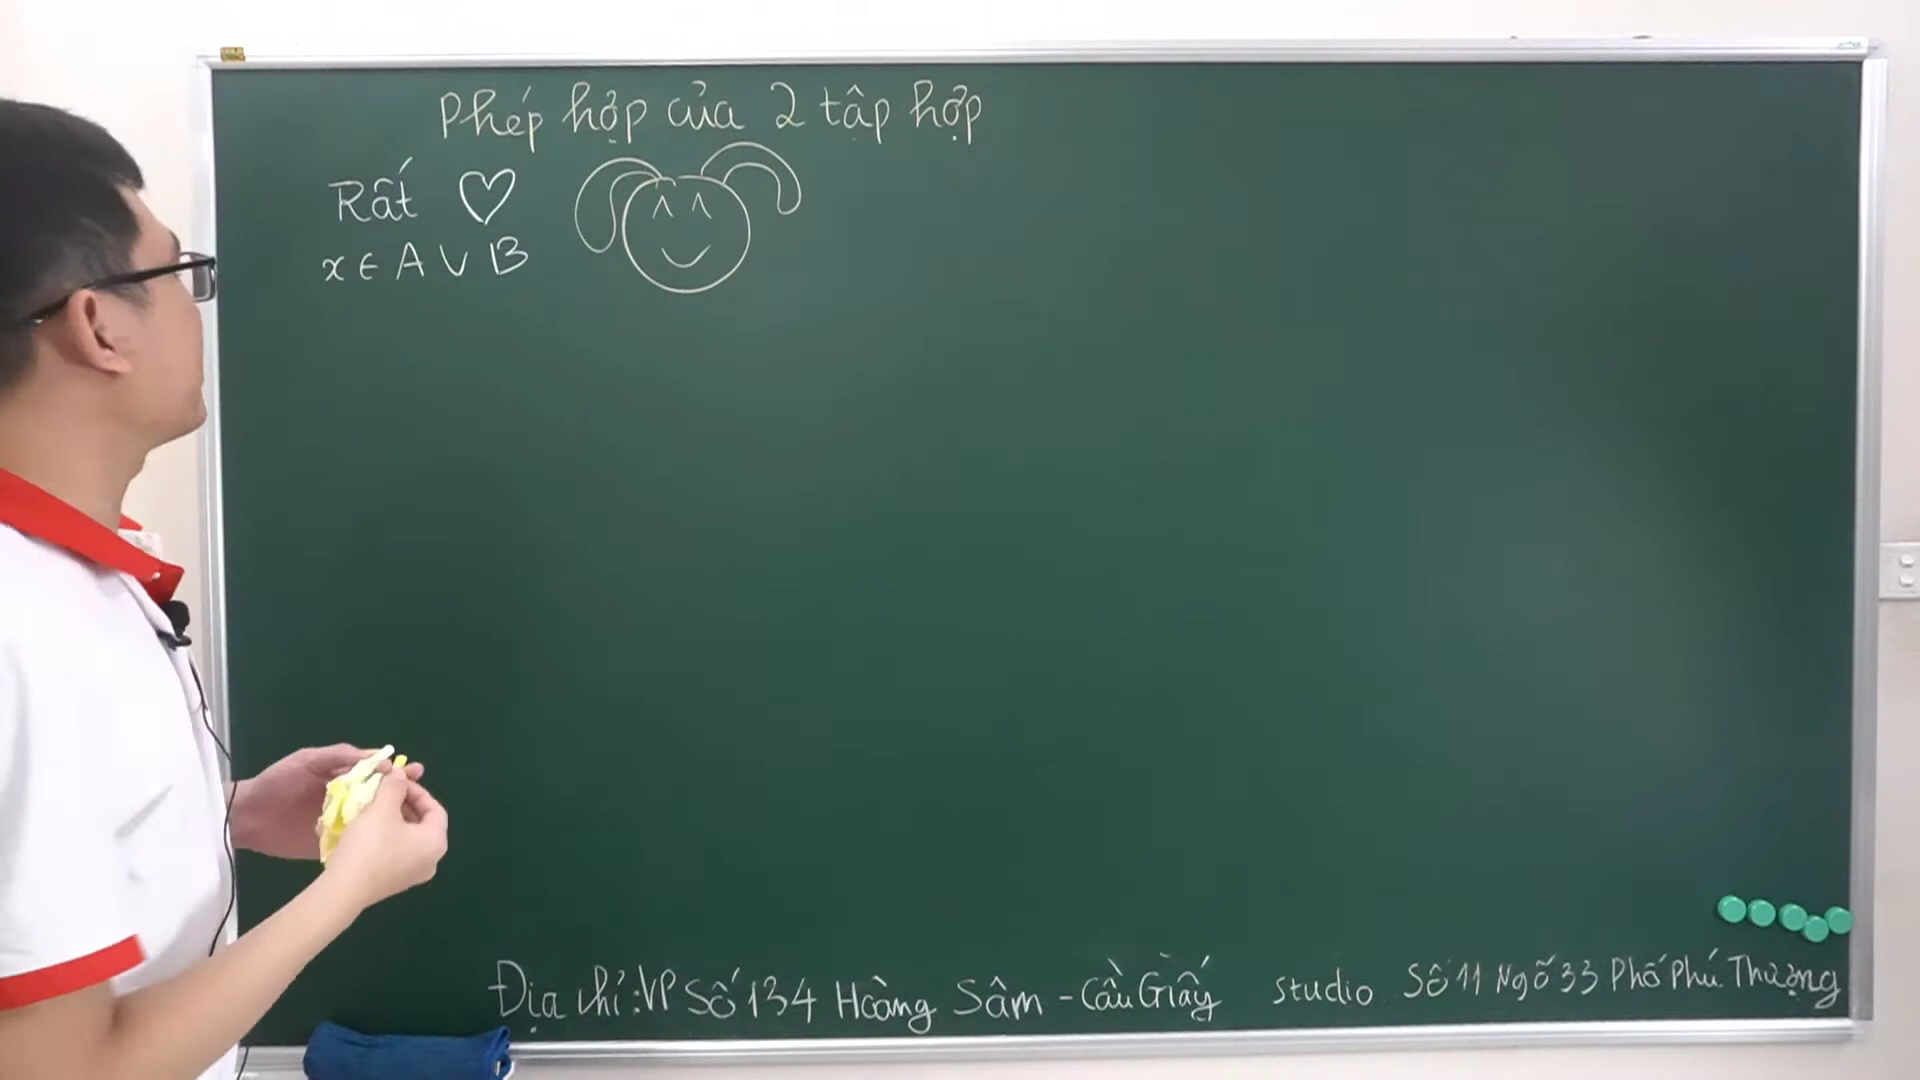 Phép hợp của 2 tập hợp
Rất ♡
x ∈ A ∪ B
Địa chỉ: VP Số 134 Hoàng Sâm - Cầu Giấy studio Số 11 Ngõ 33 Phố Phú Thượng